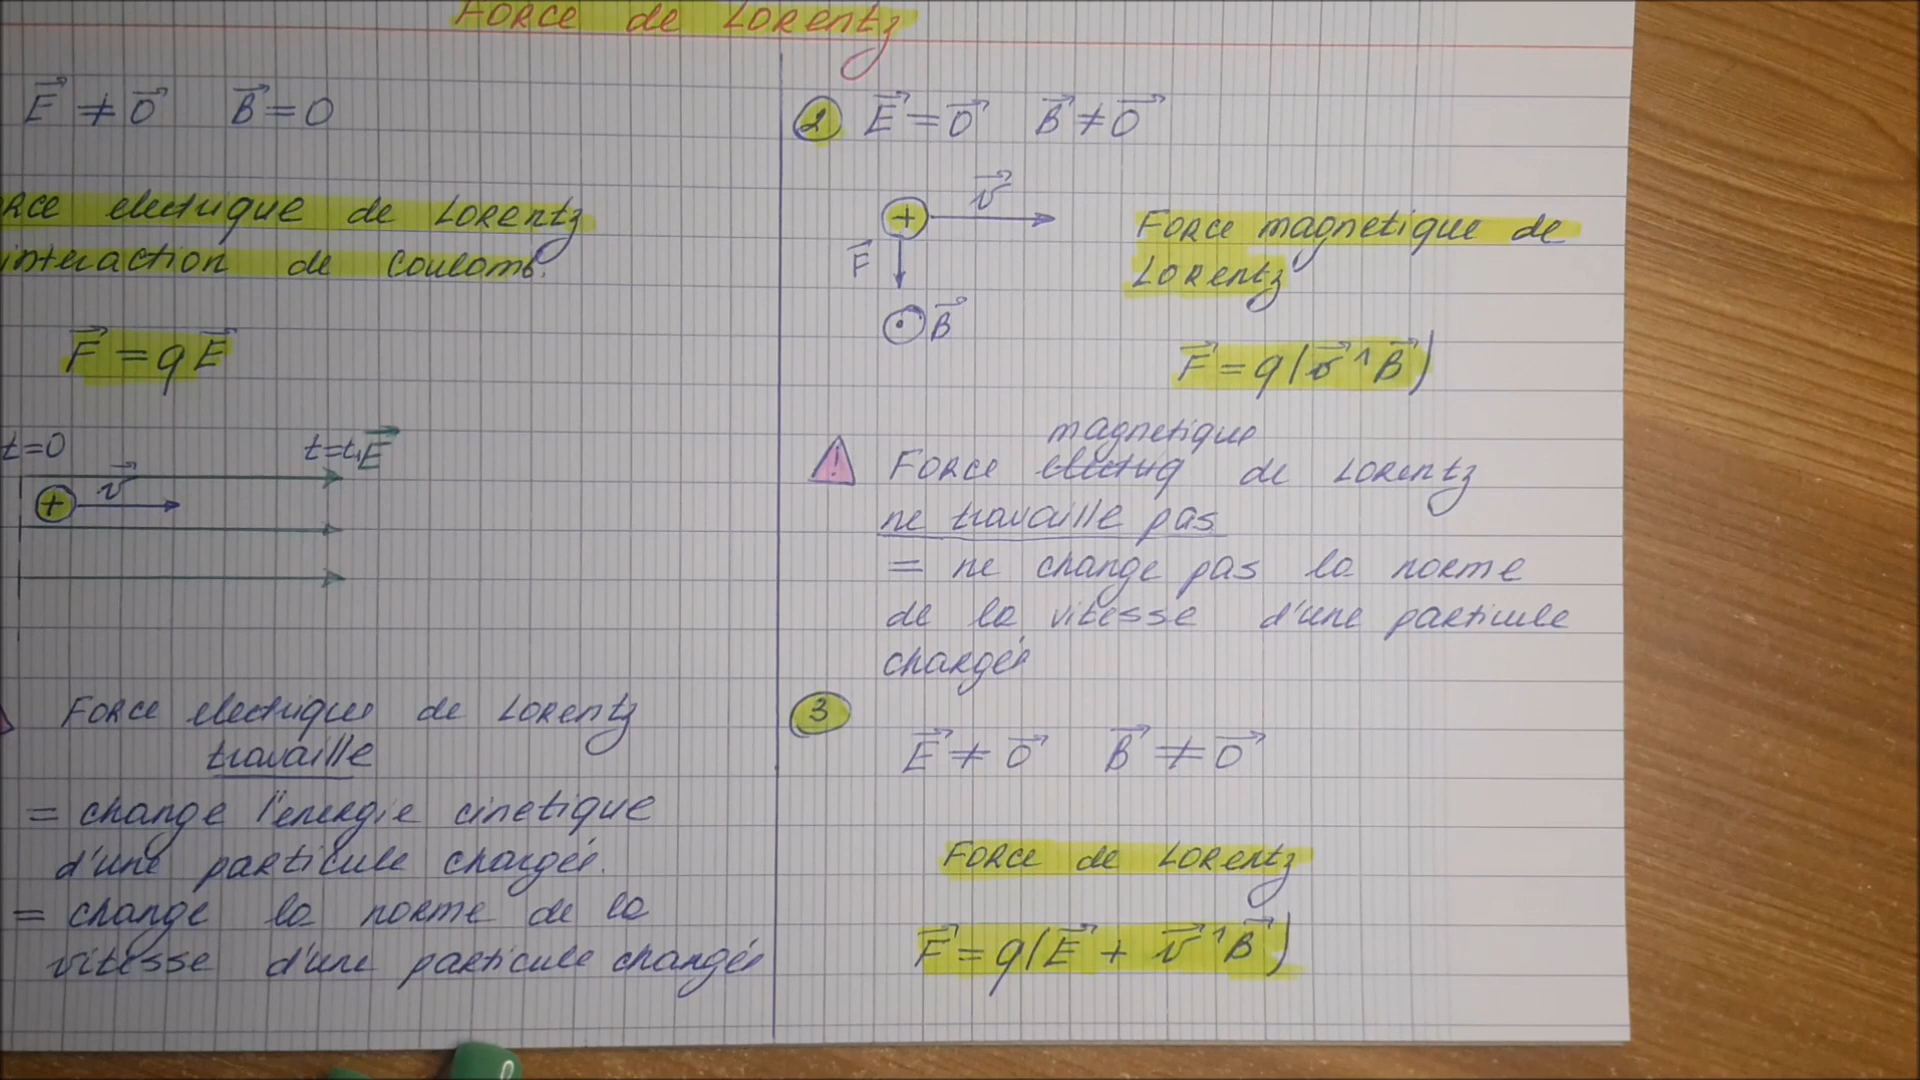 Force de Lorentz
E ≠ 0 B = 0
électrique de Lorentz
interaction de Coulomb.
F = qE
t=0 t=t₁ E
+ v
Force electrique de Lorentz
travaille
= change l'energie cinetique
d'une particule chargée.
= change la norme de la
vitesse d'une particule chargée
2 E = 0 B ≠ 0
v
+
F
B
Force magnetique de
Lorentz
F = q(v ∧ B)
magnetique
! Force electriq de Lorentz
ne travaille pas
= ne change pas la norme
de la vitesse d'une particule
chargée
3
E ≠ 0 B ≠ 0
Force de Lorentz
F = q(E + v ∧ B)